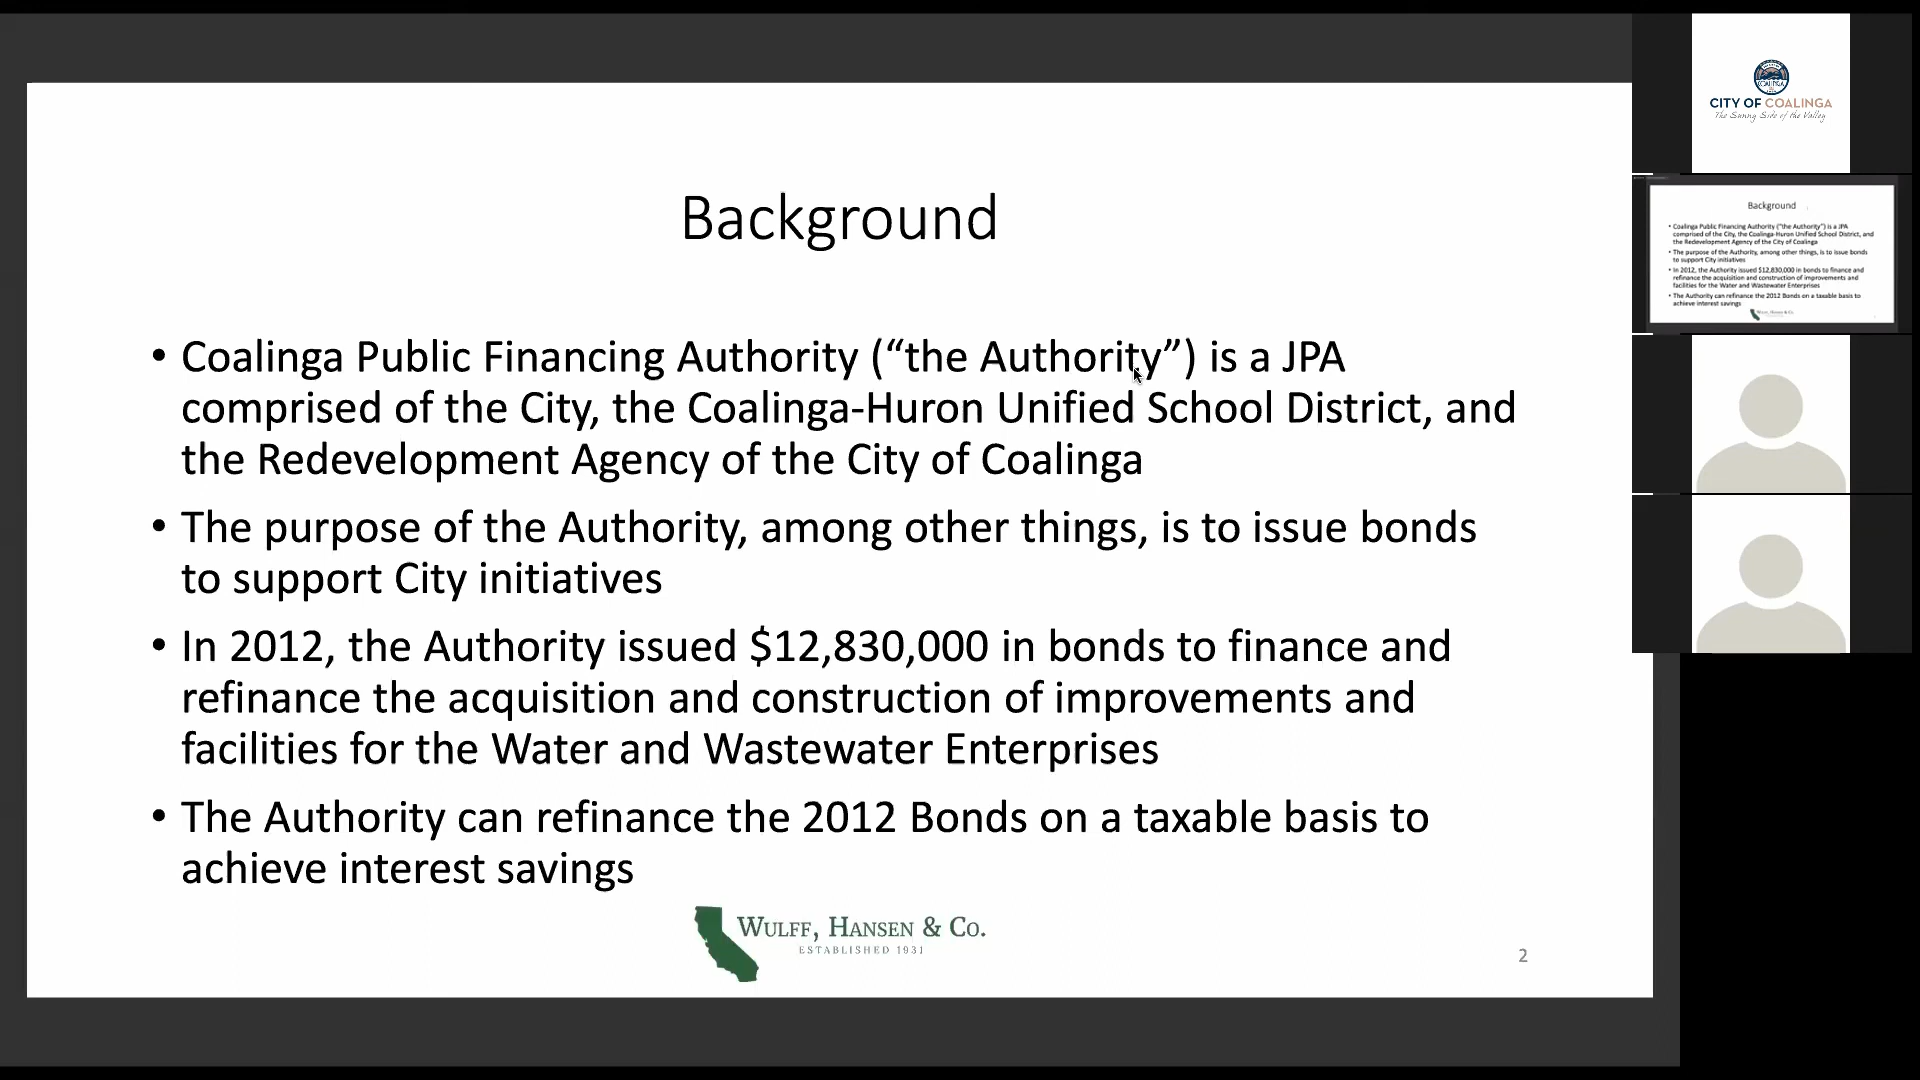 Background
• Coalinga Public Financing Authority (“the Authority”) is a JPA
comprised of the City, the Coalinga-Huron Unified School District, and
the Redevelopment Agency of the City of Coalinga
• The purpose of the Authority, among other things, is to issue bonds
to support City initiatives
• In 2012, the Authority issued $12,830,000 in bonds to finance and
refinance the acquisition and construction of improvements and
facilities for the Water and Wastewater Enterprises
• The Authority can refinance the 2012 Bonds on a taxable basis to
achieve interest savings
WULFF, HANSEN & CO.
ESTABLISHED 1931
2
CITY OF COALINGA
The Sunny Side of the Valley
Background
• Coalinga Public Financing Authority (“the Authority”) is a JPA
comprised of the City, the Coalinga-Huron Unified School District, and
the Redevelopment Agency of the City of Coalinga
• The purpose of the Authority, among other things, is to issue bonds
to support City initiatives
• In 2012, the Authority issued $12,830,000 in bonds to finance and
refinance the acquisition and construction of improvements and
facilities for the Water and Wastewater Enterprises
• The Authority can refinance the 2012 Bonds on a taxable basis to
achieve interest savings
WULFF, HANSEN & CO.